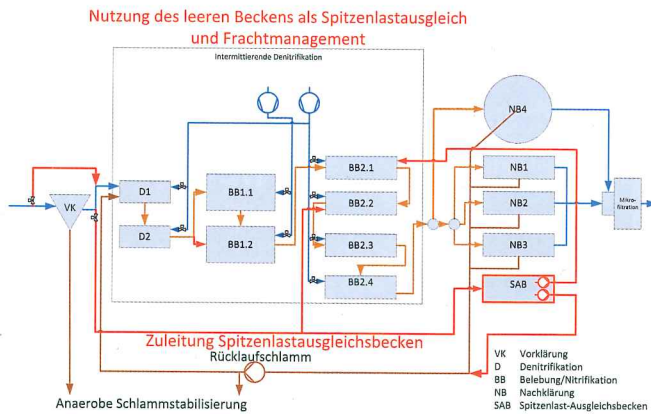 Nutzung des leeren Beckens als Spitzenlastausgleich
und Frachtmanagement
Intermittierende Denitrifikation
NB4
VK
D1
D2
BB1.1
BB1.2
BB2.1
BB2.2
BB2.3
BB2.4
NB1
NB2
NB3
Mikro-
filtration
SAB
Zuleitung Spitzenlastausgleichsbecken
Rücklaufschlamm
Anaerobe Schlammstabilisierung
VK Vorklärung
D Denitrifikation
BB Belebung/Nitrifikation
NB Nachklärung
SAB Spitzenlast-Ausgleichsbecken